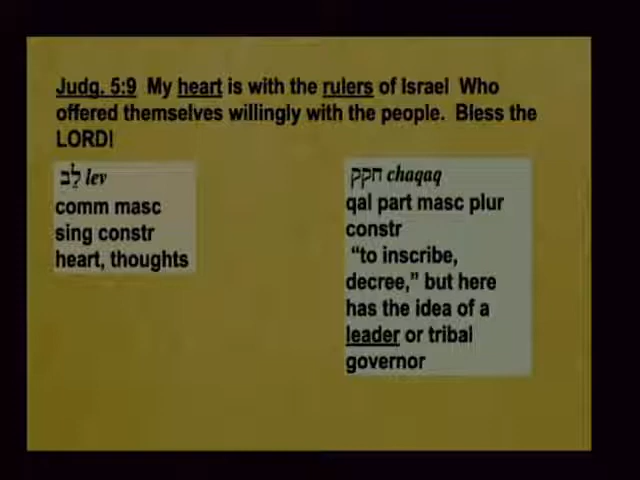 Judg. 5:9 My heart is with the rulers of Israel Who
offered themselves willingly with the people. Bless the
LORD!
לֵב lev
comm masc
sing constr
heart, thoughts
חקק chaqaq
qal part masc plur
constr
“to inscribe,
decree,” but here
has the idea of a
leader or tribal
governor